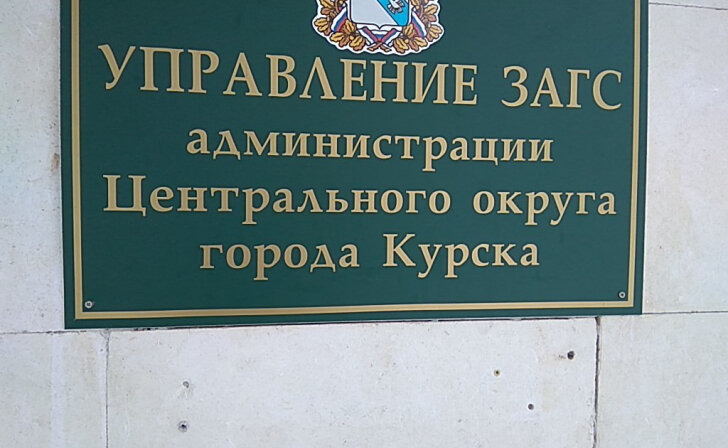 УПРАВЛЕНИЕ ЗАГС
администрации
Центрального округа
города Курска